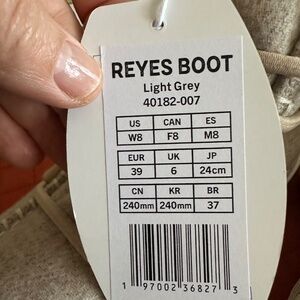 REYES BOOT
Light Grey
40182-007
US CAN ES
W8 F8 M8
EUR UK JP
39 6 24cm
CN KR BR
240mm 240mm 37
1 97002 36827 3